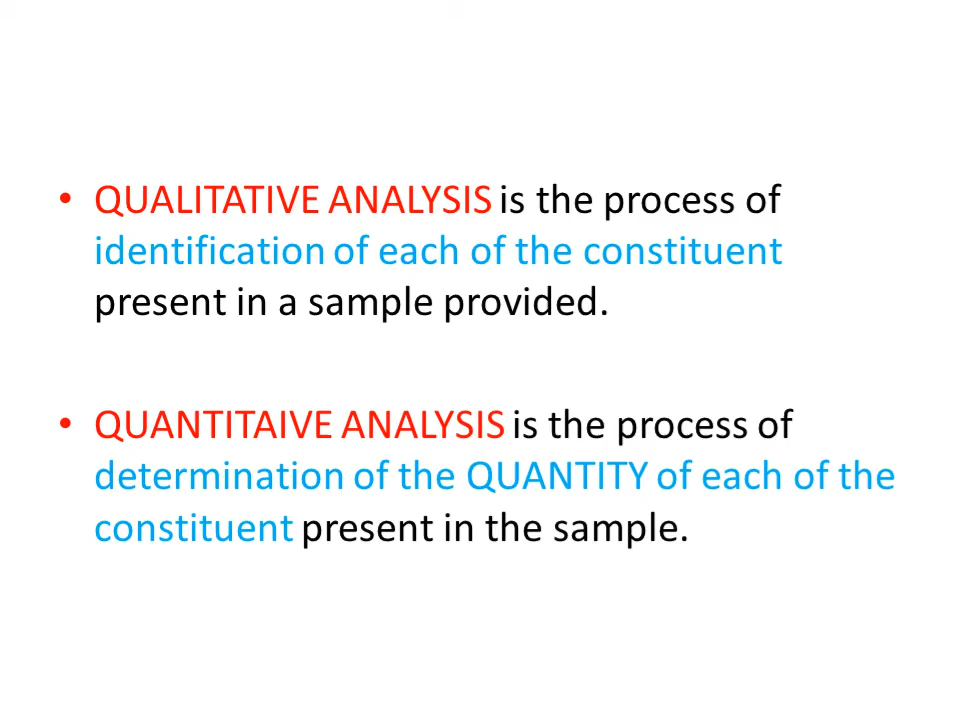 • QUALITATIVE ANALYSIS is the process of
identification of each of the constituent
present in a sample provided.
• QUANTITAIVE ANALYSIS is the process of
determination of the QUANTITY of each of the
constituent present in the sample.